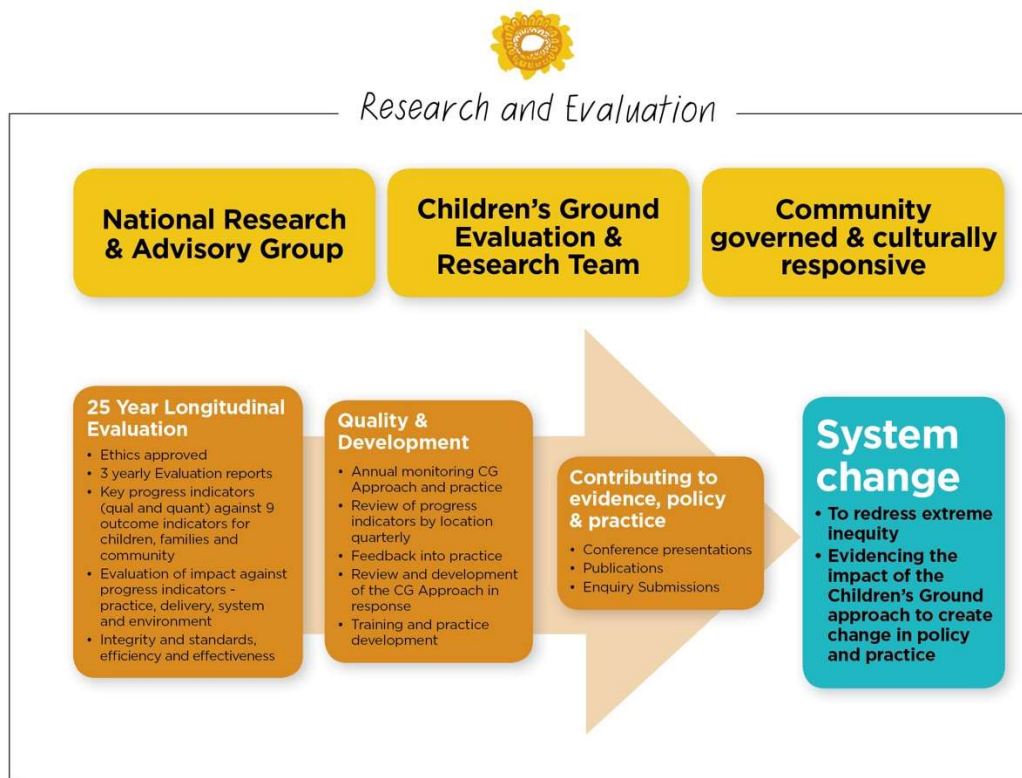 Research and Evaluation
National Research
& Advisory Group
Children's Ground
Evaluation &
Research Team
Community
governed & culturally
responsive
25 Year Longitudinal
Evaluation
• Ethics approved
• 3 yearly Evaluation reports
• Key progress indicators
(qual and quant) against 9
outcome indicators for
children, families and
community
• Evaluation of impact against
progress indicators -
practice, delivery, system
and environment
• Integrity and standards,
efficiency and effectiveness
Quality &
Development
• Annual monitoring CG
Approach and practice
• Review of progress
indicators by location
quarterly
• Feedback into practice
• Review and development
of the CG Approach in
response
• Training and practice
development
Contributing to
evidence, policy
& practice
• Conference presentations
• Publications
• Enquiry Submissions
System
change
• To redress extreme
inequity
• Evidencing the
impact of the
Children's Ground
approach to create
change in policy
and practice